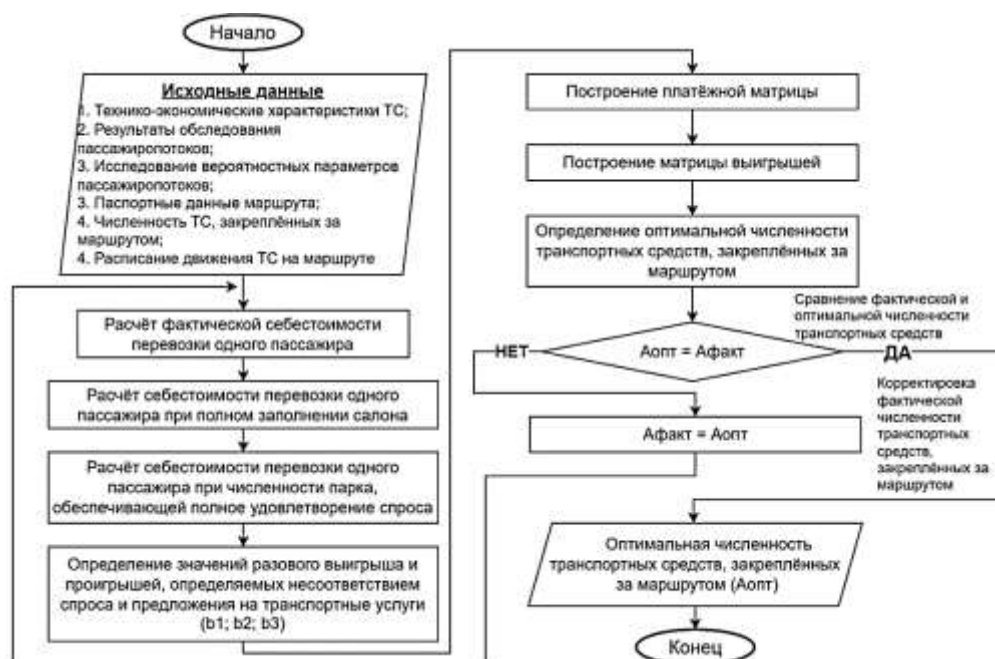 Начало
Исходные данные
1. Технико-экономические характеристики ТС;
2. Результаты обследования
пассажиропотоков;
3. Исследование вероятностных параметров
пассажиропотоков;
3. Паспортные данные маршрута;
4. Численность ТС, закреплённых за
маршрутом;
4. Расписание движения ТС на маршруте
Расчёт фактической себестоимости
перевозки одного пассажира
Расчёт себестоимости перевозки одного
пассажира при полном заполнении салона
Расчёт себестоимости перевозки одного
пассажира при численности парка,
обеспечивающей полное удовлетворение спроса
Определение значений разового выигрыша и
проигрышей, определяемых несоответствием
спроса и предложения на транспортные услуги
(b1; b2; b3)
Построение платёжной матрицы
Построение матрицы выигрышей
Определение оптимальной численности
транспортных средств, закреплённых за
маршрутом
Сравнение фактической и
оптимальной численности
транспортных средств
НЕТ
Аопт = Афакт
ДА
Корректировка
фактической
численности
транспортных
средств,
закреплённых за
маршрутом
Афакт = Аопт
Оптимальная численность
транспортных средств, закреплённых
за маршрутом (Аопт)
Конец